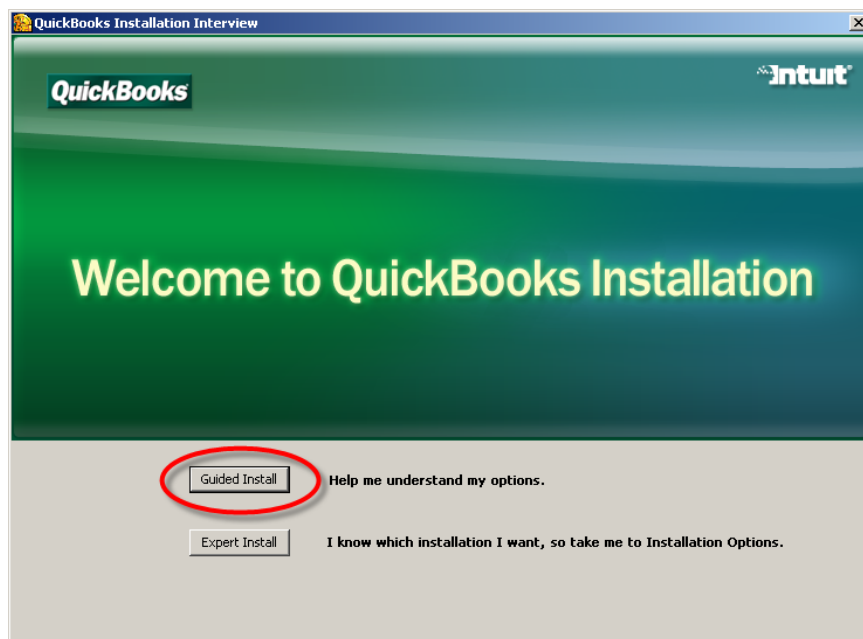 QuickBooks Installation Interview
QuickBooks
intuit
Welcome to QuickBooks Installation
Guided Install Help me understand my options.
Expert Install I know which installation I want, so take me to Installation Options.